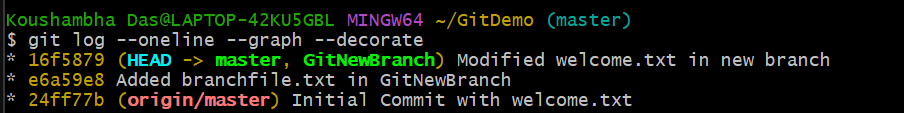 Koushambha Das@LAPTOP-42KU5GBL MINGW64 ~/GitDemo (master)
$ git log --oneline --graph --decorate
* 16f5879 (HEAD -> master, GitNewBranch) Modified welcome.txt in new branch
* e6a59e8 Added branchfile.txt in GitNewBranch
* 24ff77b (origin/master) Initial Commit with welcome.txt